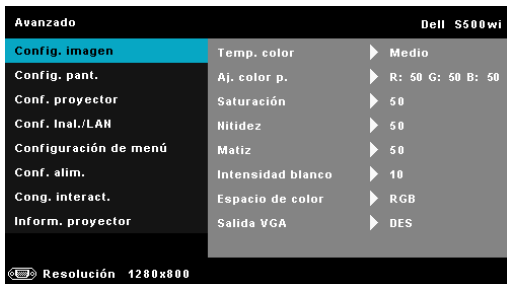 Avanzado Dell S500wi
Config. imagen Temp. color Medio
Config. pant. Aj. color p. R: 50 G: 50 B: 50
Conf. proyector Saturación 50
Conf. Inal./LAN Nitidez 50
Configuración de menú Matiz 50
Conf. alim. Intensidad blanco 10
Cong. interact. Espacio de color RGB
Inform. proyector Salida VGA DES
Resolución 1280x800